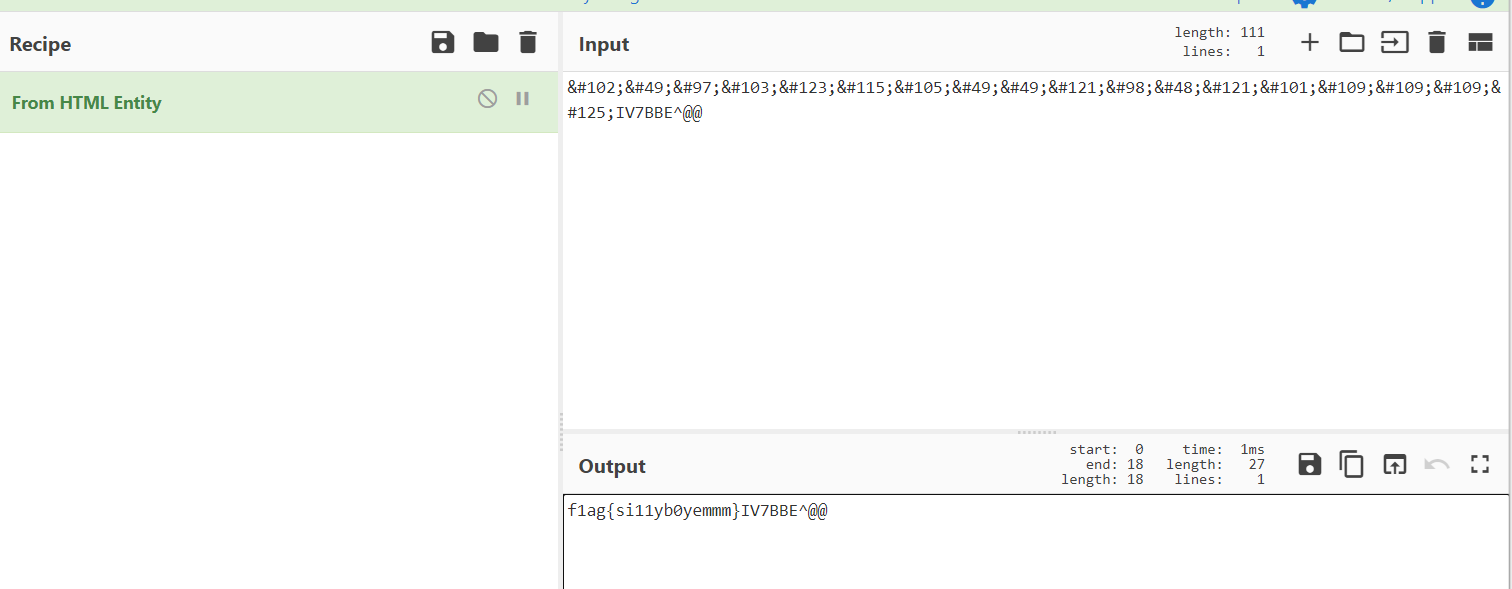 Recipe
Input
length: 111
lines: 1
From HTML Entity
&#102;&#49;&#97;&#103;&#123;&#115;&#105;&#49;&#49;&#121;&#98;&#48;&#121;&#101;&#109;&#109;&#109;&
#125;IV7BBE^@@
Output
start: 0 time: 1ms
end: 18 length: 27
length: 18 lines: 1
f1ag{si11yb0yemmm}IV7BBE^@@